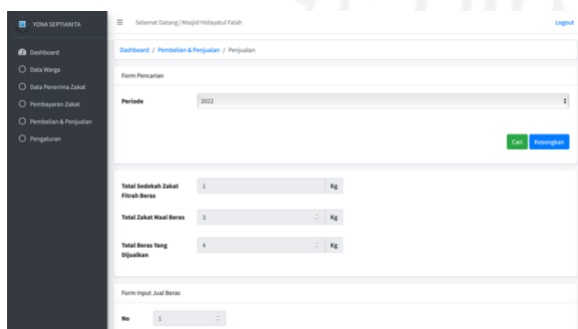 YONA SEPTIANITA
Selamat Datang | Masjid Hidayatul Falah
Logout
Dashboard
Data Warga
Data Penerima Zakat
Pembayaran Zakat
Pembelian & Penjualan
Pengaturan
Dashboard / Pembelian & Penjualan / Penjualan
Form Pencarian
Periode
2022
Cari
Kosongkan
Total Sedekah Zakat
Fitrah Beras
1
Kg
Total Zakat Maal Beras
3
Kg
Total Beras Yang
Dijualkan
4
Kg
Form Input Jual Beras
No
1